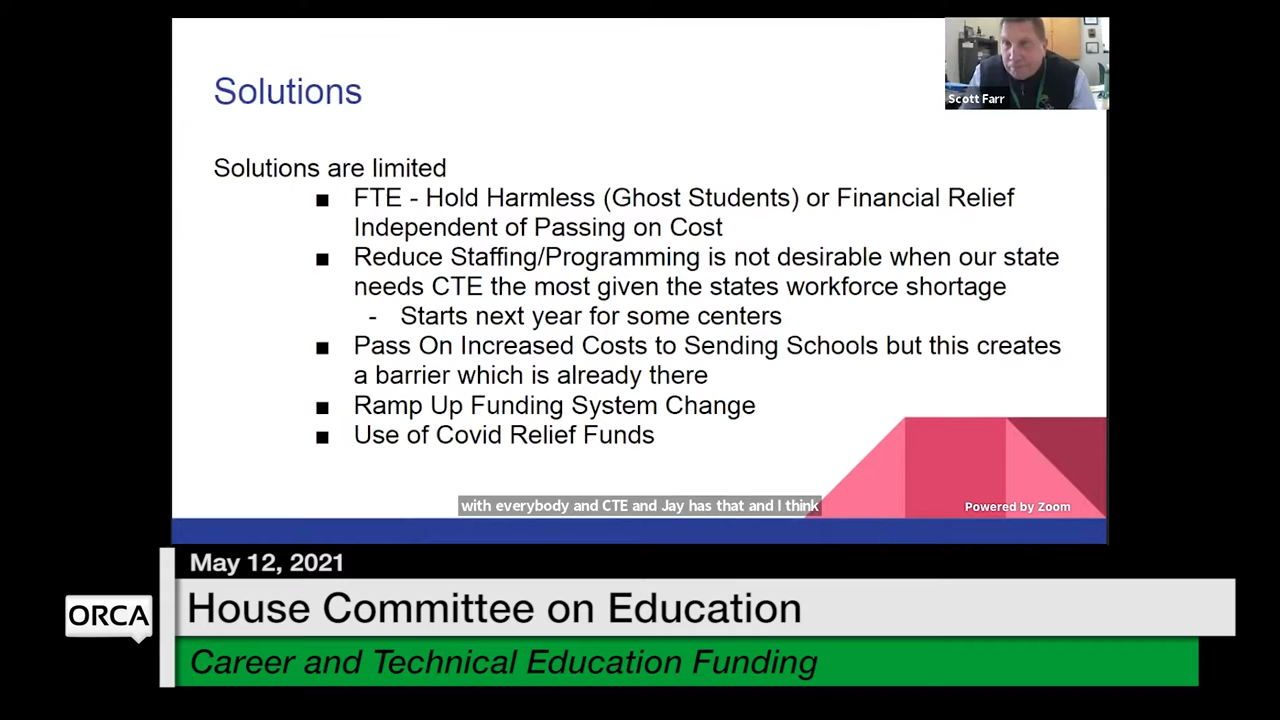 Solutions
Scott Farr
Solutions are limited
■ FTE - Hold Harmless (Ghost Students) or Financial Relief
Independent of Passing on Cost
■ Reduce Staffing/Programming is not desirable when our state
needs CTE the most given the states workforce shortage
- Starts next year for some centers
■ Pass On Increased Costs to Sending Schools but this creates
a barrier which is already there
■ Ramp Up Funding System Change
■ Use of Covid Relief Funds
with everybody and CTE and Jay has that and I think
Powered by Zoom
May 12, 2021
ORCA
House Committee on Education
Career and Technical Education Funding